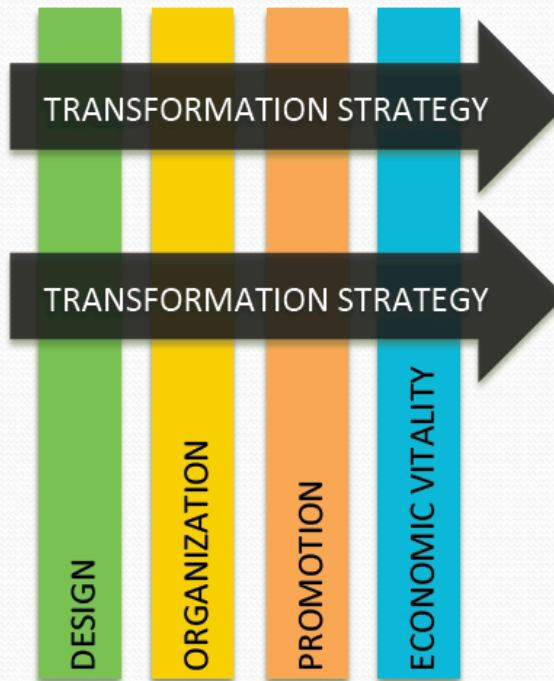 TRANSFORMATION STRATEGY
TRANSFORMATION STRATEGY
DESIGN
ORGANIZATION
PROMOTION
ECONOMIC VITALITY